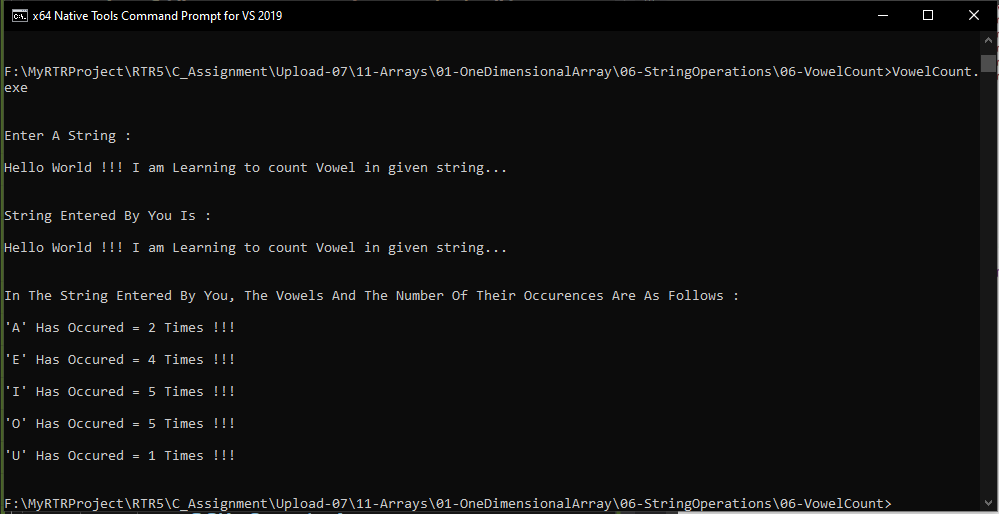 x64 Native Tools Command Prompt for VS 2019
F:\MyRTRProject\RTR5\C_Assignment\Upload-07\11-Arrays\01-OneDimensionalArray\06-StringOperations\06-VowelCount>VowelCount.
exe
Enter A String :
Hello World !!! I am Learning to count Vowel in given string...
String Entered By You Is :
Hello World !!! I am Learning to count Vowel in given string...
In The String Entered By You, The Vowels And The Number Of Their Occurences Are As Follows :
'A' Has Occured = 2 Times !!!
'E' Has Occured = 4 Times !!!
'I' Has Occured = 5 Times !!!
'O' Has Occured = 5 Times !!!
'U' Has Occured = 1 Times !!!
F:\MyRTRProject\RTR5\C_Assignment\Upload-07\11-Arrays\01-OneDimensionalArray\06-StringOperations\06-VowelCount>